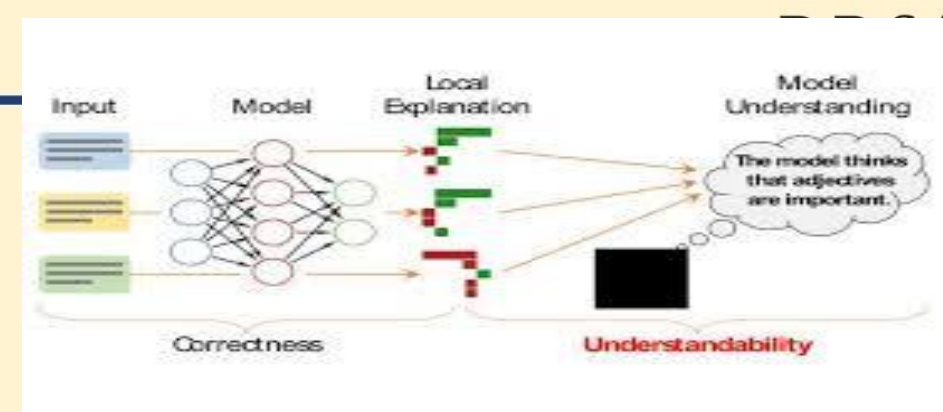 Input
Model
Local
Explanation
Model
Understanding
The model thinks
that adjectives
are important.
Correctness
Understandability